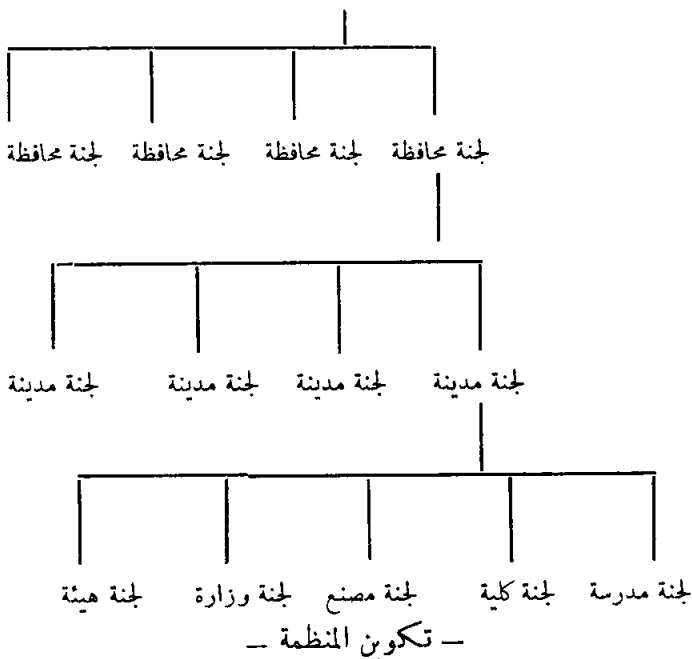 لجنة محافظة لجنة محافظة لجنة محافظة لجنة محافظة
لجنة مدينة لجنة مدينة لجنة مدينة لجنة مدينة
لجنة مدرسة لجنة كلية لجنة مصنع لجنة وزارة لجنة هيئة
– تكوين المنظمة –